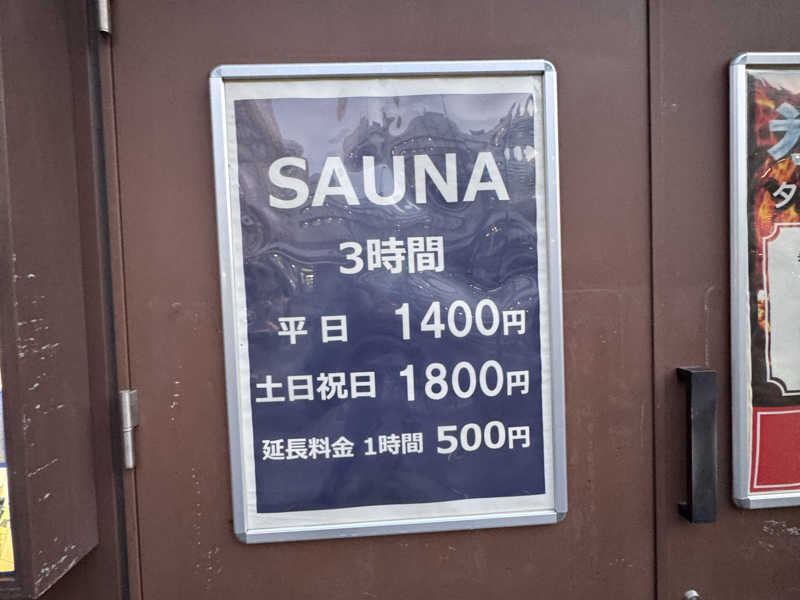 SAUNA
3時間
平日 1400円
土日祝日 1800円
延長料金 1時間 500円
タ